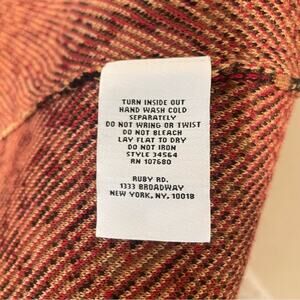 TURN INSIDE OUT
HAND WASH COLD
SEPARATELY
DO NOT WRING OR TWIST
DO NOT BLEACH
LAY FLAT TO DRY
DO NOT IRON
STYLE 34564
RN 107680
RUBY RD.
1333 BROADWAY
NEW YORK, NY. 10018